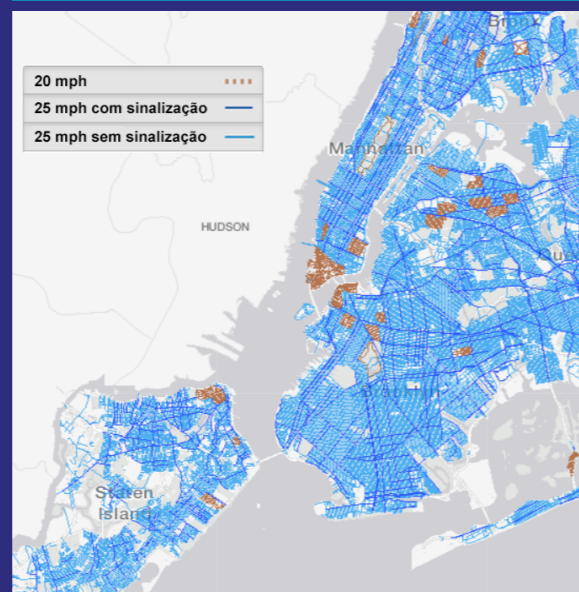 Bronx
20 mph
25 mph com sinalização
25 mph sem sinalização
Manhattan
HUDSON
Brooklyn
Staten
Island